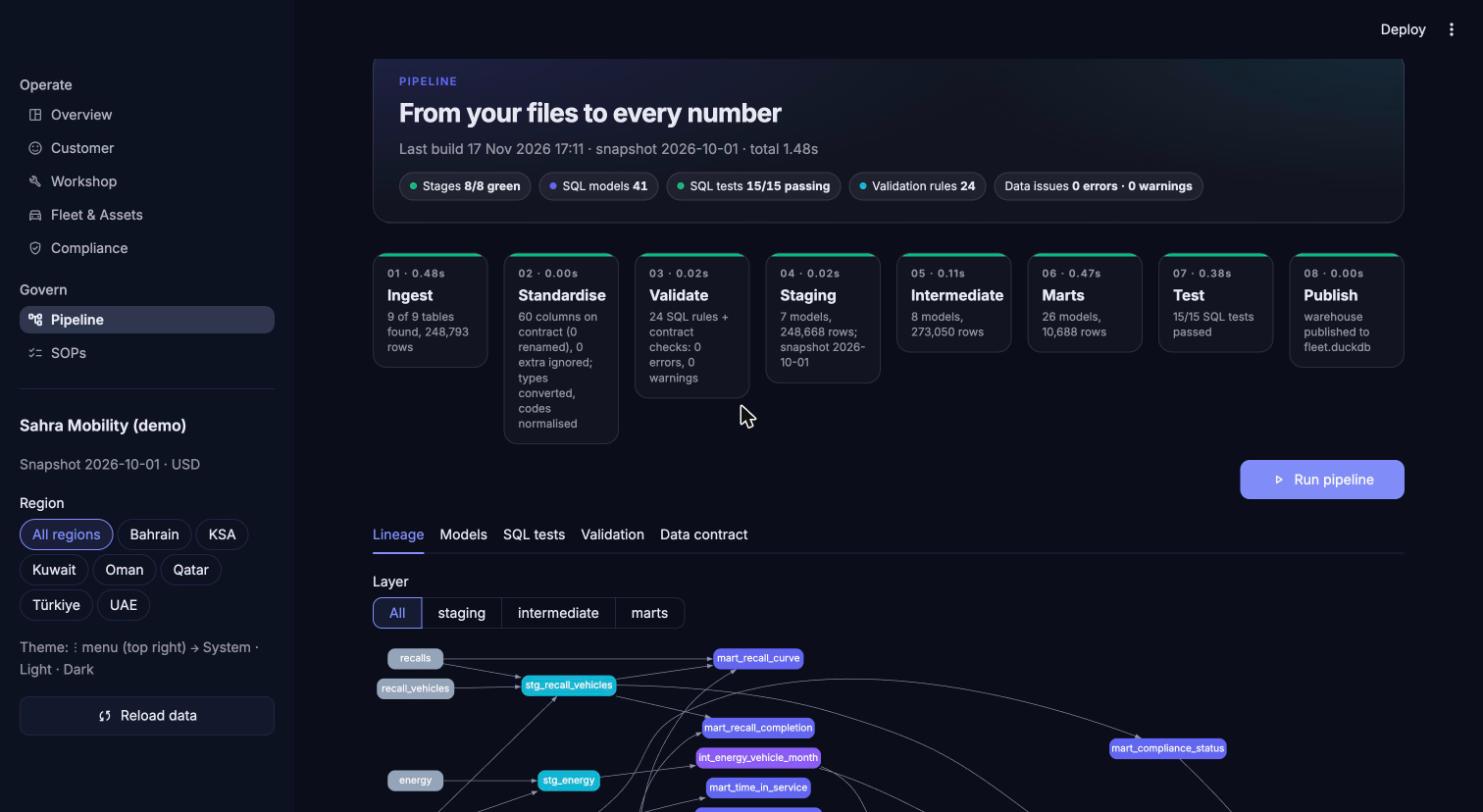 Deploy
Operate
Overview
Customer
Workshop
Fleet & Assets
Compliance
Govern
Pipeline
SOPs
Sahra Mobility (demo)
Snapshot 2026-10-01 · USD
Region
All regions
Bahrain
KSA
Kuwait
Oman
Qatar
Türkiye
UAE
Theme: ⋮ menu (top right) → System ·
Light · Dark
Reload data
PIPELINE
From your files to every number
Last build 17 Nov 2026 17:11 · snapshot 2026-10-01 · total 1.48s
Stages 8/8 green
SQL models 41
SQL tests 15/15 passing
Validation rules 24
Data issues 0 errors · 0 warnings
01 · 0.48s
Ingest
9 of 9 tables
found, 248,793
rows
02 · 0.00s
Standardise
60 columns on
contract (0
renamed), 0
extra ignored;
types
converted,
codes
normalised
03 · 0.02s
Validate
24 SQL rules +
contract
checks: 0
errors, 0
warnings
04 · 0.02s
Staging
7 models,
248,668 rows;
snapshot 2026-
10-01
05 · 0.11s
Intermediate
8 models,
273,050 rows
06 · 0.47s
Marts
26 models,
10,688 rows
07 · 0.38s
Test
15/15 SQL tests
passed
08 · 0.00s
Publish
warehouse
published to
fleet.duckdb
Run pipeline
Lineage
Models
SQL tests
Validation
Data contract
Layer
All
staging
intermediate
marts
recalls
mart_recall_curve
recall_vehicles
stg_recall_vehicles
mart_recall_completion
mart_compliance_status
int_energy_vehicle_month
energy
stg_energy
mart_time_in_service